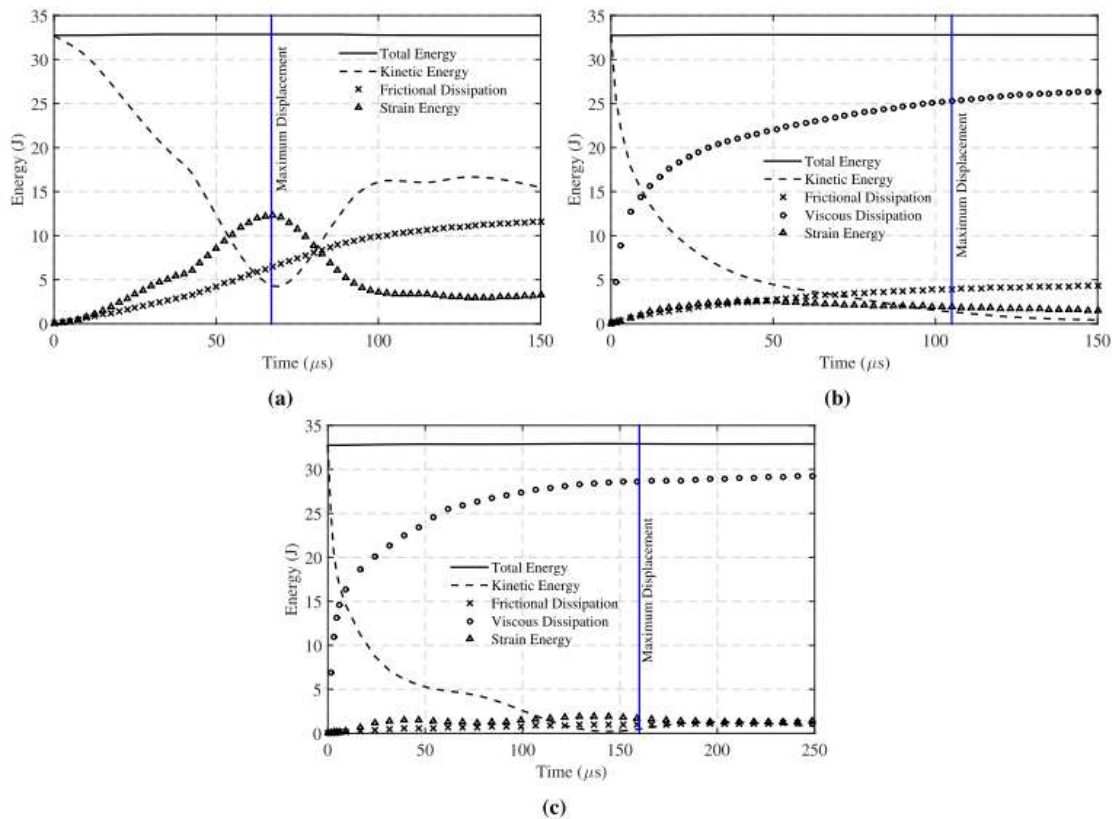 35
30
25
20
15
10
5
0
Energy (J)
Total Energy
Kinetic Energy
Frictional Dissipation
Strain Energy
Maximum Displacement
0 50 100 150
Time (μs)
(a)
35
30
25
20
15
10
5
0
Energy (J)
Total Energy
Kinetic Energy
Frictional Dissipation
Viscous Dissipation
Strain Energy
Maximum Displacement
0 50 100 150
Time (μs)
(b)
35
30
25
20
15
10
5
0
Energy (J)
Total Energy
Kinetic Energy
Frictional Dissipation
Viscous Dissipation
Strain Energy
Maximum Displacement
0 50 100 150 200 250
Time (μs)
(c)